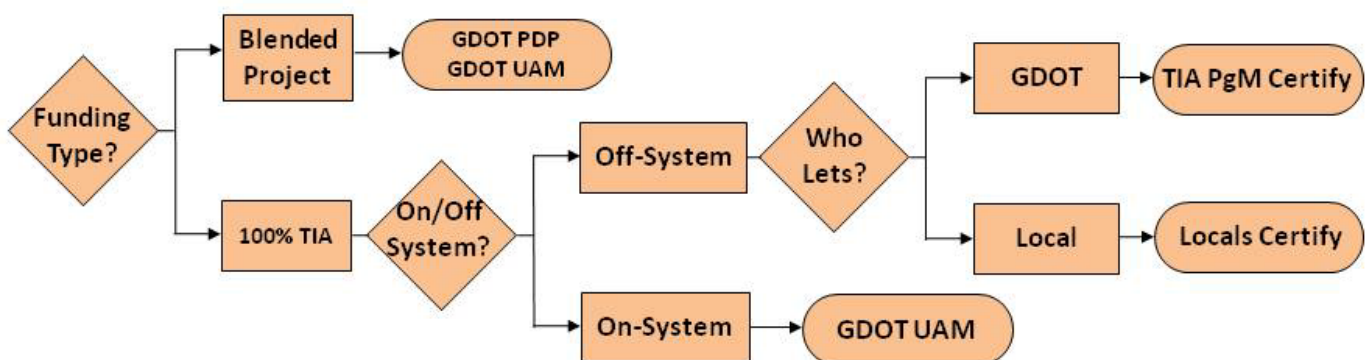 Funding
Type?
Blended
Project
GDOT PDP
GDOT UAM
100% TIA
On/Off
System?
Off-System
Who
Lets?
GDOT
TIA PgM Certify
Local
Locals Certify
On-System
GDOT UAM